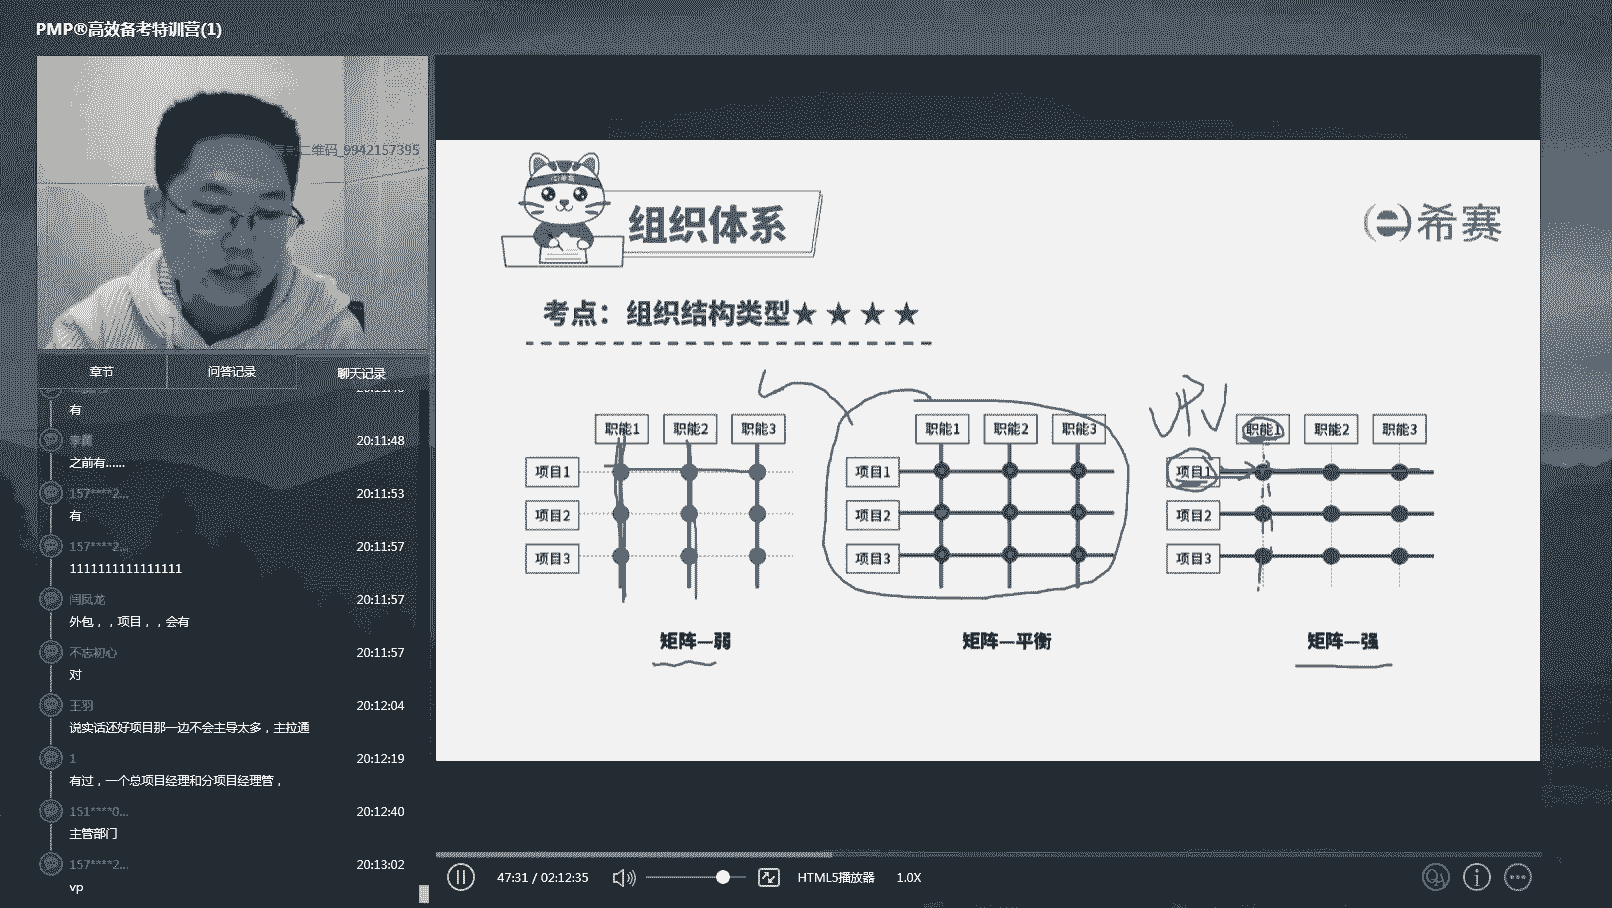 PMP®高效备考特训营(1)
二维码_9942157395
章节
问答记录
聊天记录
有
李薰
20:11:48
之前有......
157****2...
20:11:53
有
157****2...
20:11:57
1111111111111111
闫凤龙
20:11:57
外包，，项目，，会有
不忘初心
20:11:57
对
王羽
20:12:04
说实话还好项目那一边不会主导太多，主拉通
1
20:12:19
有过，一个总项目经理和分项目经理管，
151****0...
20:12:40
主管部门
157****2...
20:13:02
vp
组织体系
希赛
考点：组织结构类型★★★★
VPV
职能1 职能2 职能3
项目1
项目2
项目3
矩阵—弱
职能1 职能2 职能3
项目1
项目2
项目3
矩阵—平衡
职能1 职能2 职能3
项目1
项目2
项目3
矩阵—强
47:31 / 02:12:35
HTML5播放器
1.0X